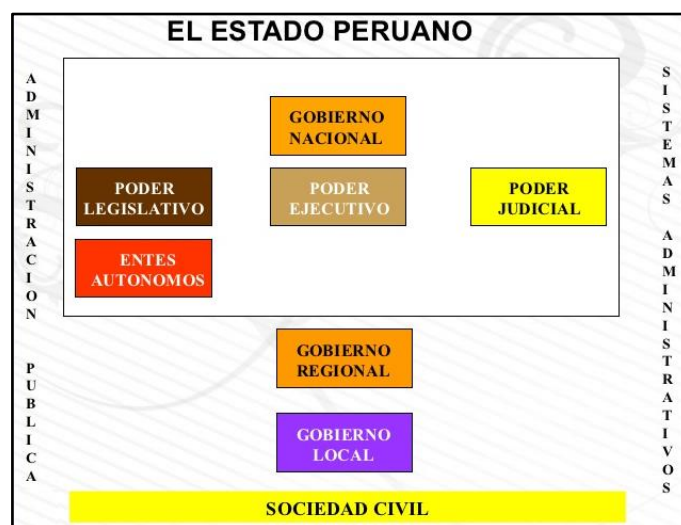 EL ESTADO PERUANO
ADMINISTRACION PUBLICA
GOBIERNO
NACIONAL
PODER
LEGISLATIVO
PODER
EJECUTIVO
PODER
JUDICIAL
ENTES
AUTONOMOS
GOBIERNO
REGIONAL
GOBIERNO
LOCAL
SOCIEDAD CIVIL
SISTEMAS ADMINISTRATIVOS